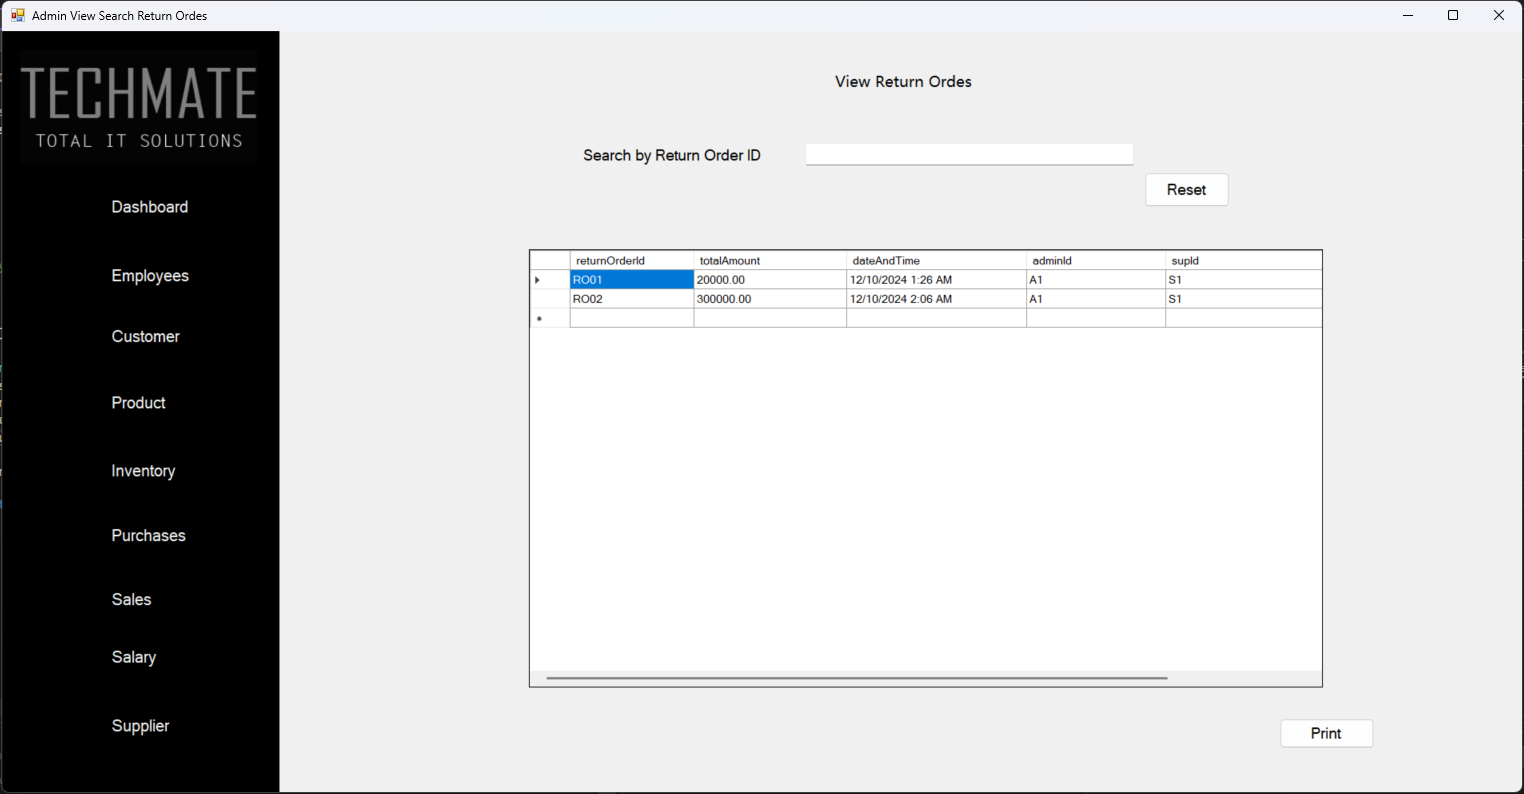 Admin View Search Return Ordes
TECHMATE
TOTAL IT SOLUTIONS
Dashboard
Employees
Customer
Product
Inventory
Purchases
Sales
Salary
Supplier
View Return Ordes
Search by Return Order ID
Reset
returnOrderId totalAmount dateAndTime adminId supId
RO01 20000.00 12/10/2024 1:26 AM A1 S1
RO02 300000.00 12/10/2024 2:06 AM A1 S1
Print